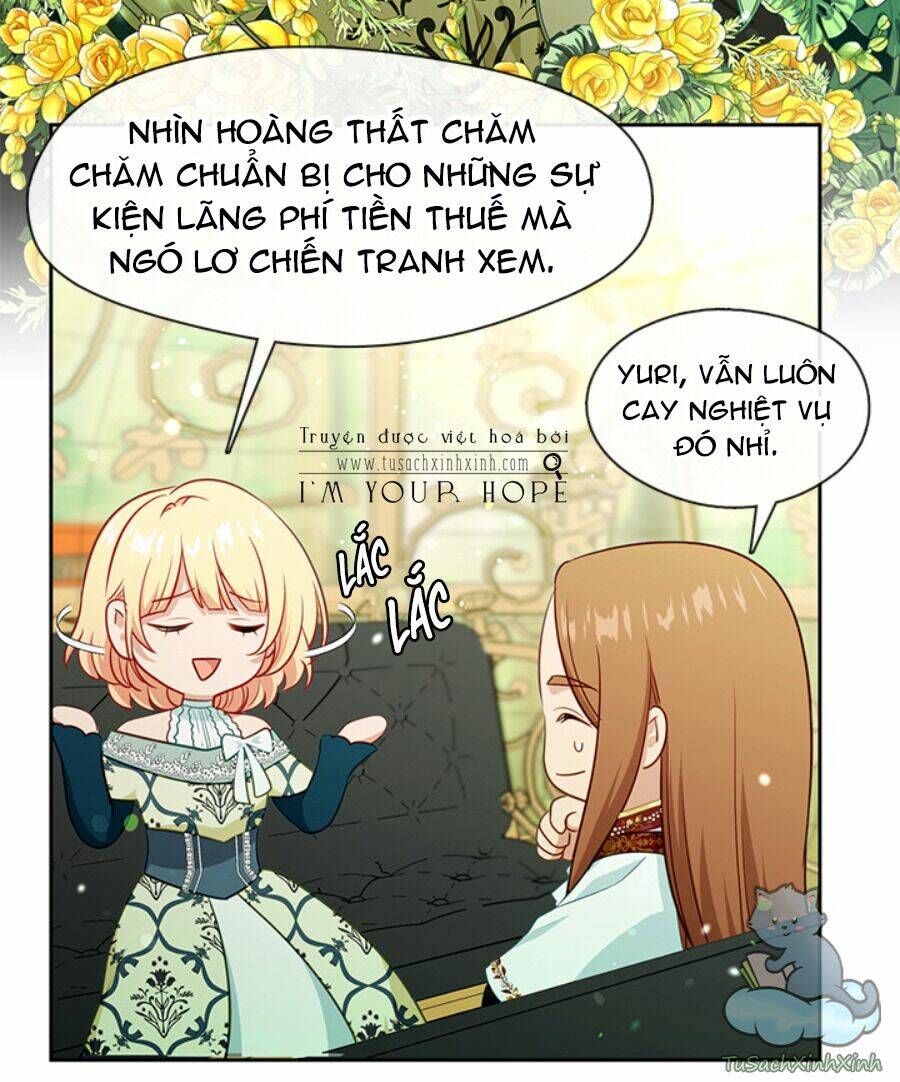 NHÌN HOÀNG THẤT CHĂM
CHĂM CHUẨN BỊ CHO NHỮNG SỰ
KIỆN LÃNG PHÍ TIỀN THUẾ MÀ
NGÓ LƠ CHIẾN TRANH XEM.
YURI, VẪN LUÔN
CAY NGHIỆT VỤ
ĐÓ NHỈ.
Truyện được việt hoá bởi
www.tusachxinhxinh.com
I'M YOUR HOPE
LẮC
LẮC
TuSachXinhXinh